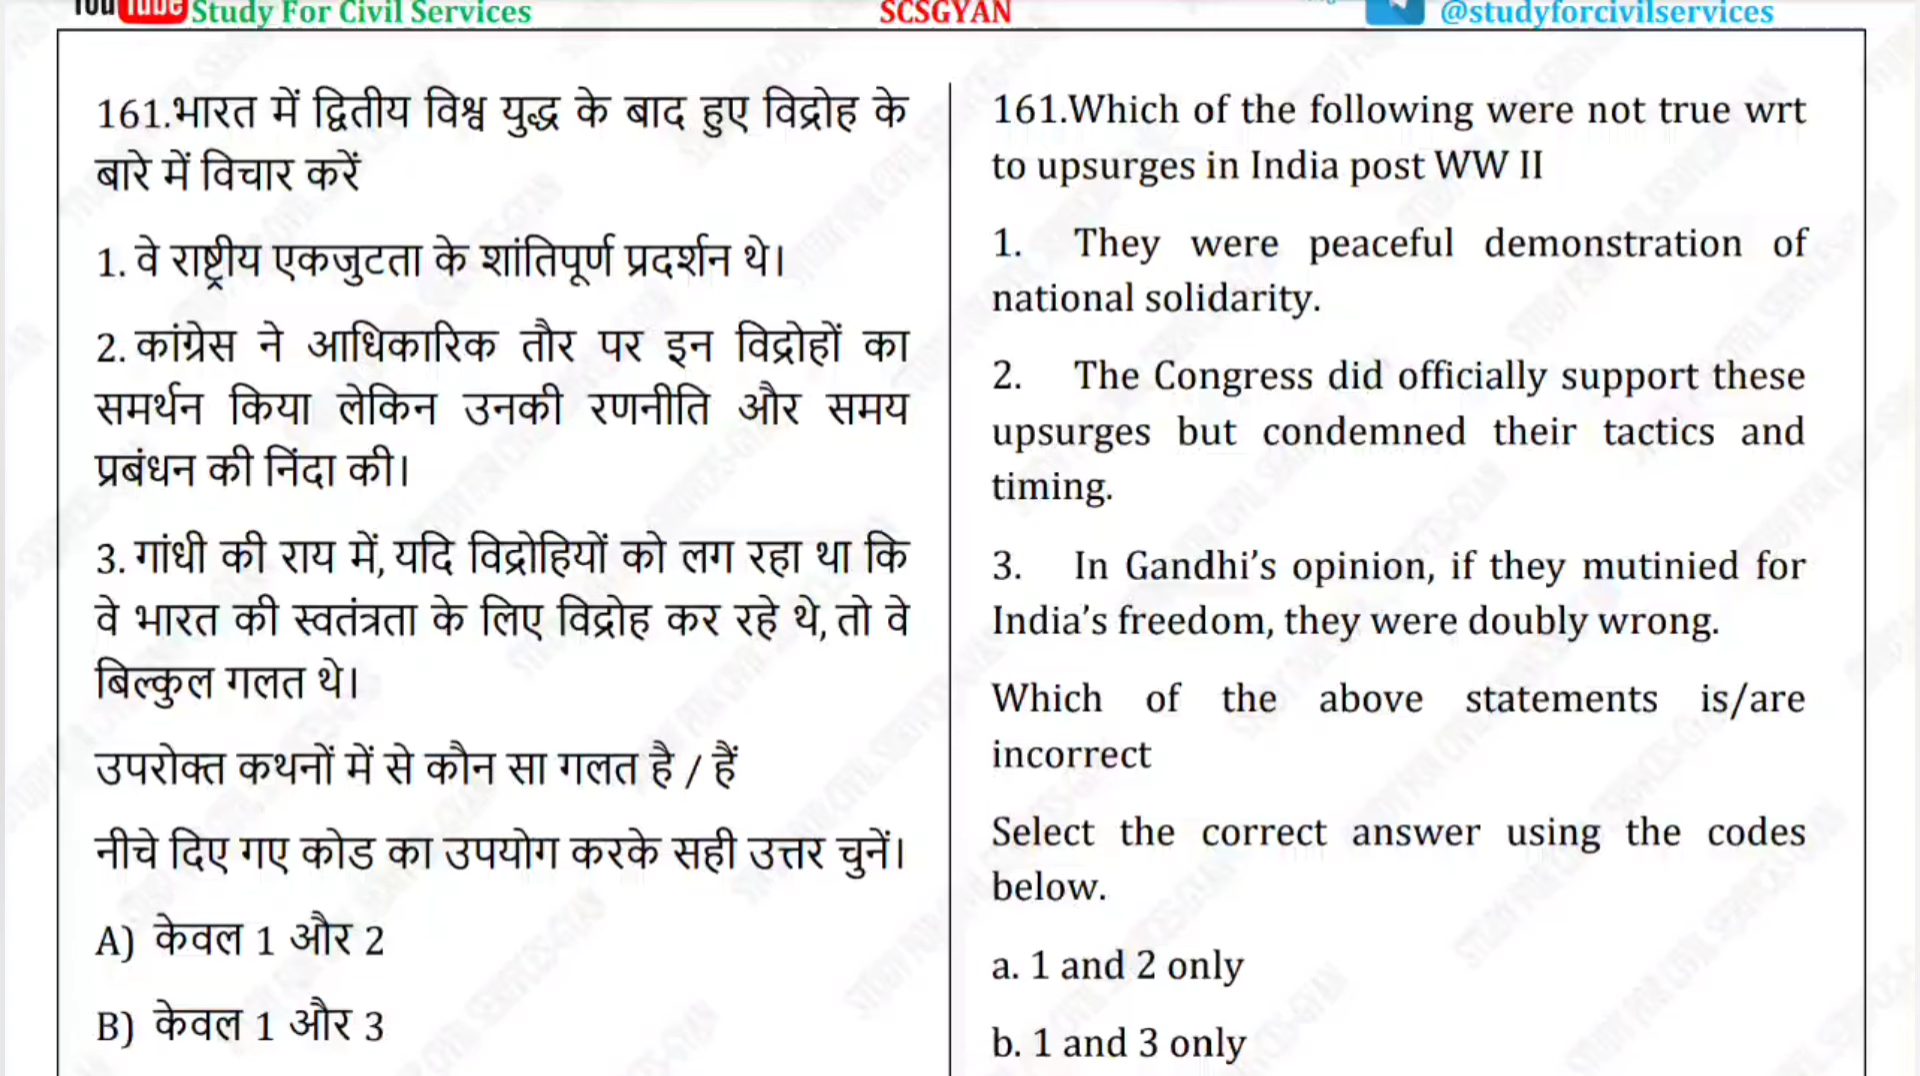 You Tube Study For Civil Services
SCSGYAN
@studyforcivilservices
161.भारत में द्वितीय विश्व युद्ध के बाद हुए विद्रोह के
बारे में विचार करें
1. वे राष्ट्रीय एकजुटता के शांतिपूर्ण प्रदर्शन थे।
2. कांग्रेस ने आधिकारिक तौर पर इन विद्रोहों का
समर्थन किया लेकिन उनकी रणनीति और समय
प्रबंधन की निंदा की।
3. गांधी की राय में, यदि विद्रोहियों को लग रहा था कि
वे भारत की स्वतंत्रता के लिए विद्रोह कर रहे थे, तो वे
बिल्कुल गलत थे।
उपरोक्त कथनों में से कौन सा गलत है / हैं
नीचे दिए गए कोड का उपयोग करके सही उत्तर चुनें।
A) केवल 1 और 2
B) केवल 1 और 3
161.Which of the following were not true wrt
to upsurges in India post WW II
1. They were peaceful demonstration of
national solidarity.
2. The Congress did officially support these
upsurges but condemned their tactics and
timing.
3. In Gandhi's opinion, if they mutinied for
India's freedom, they were doubly wrong.
Which of the above statements is/are
incorrect
Select the correct answer using the codes
below.
a. 1 and 2 only
b. 1 and 3 only